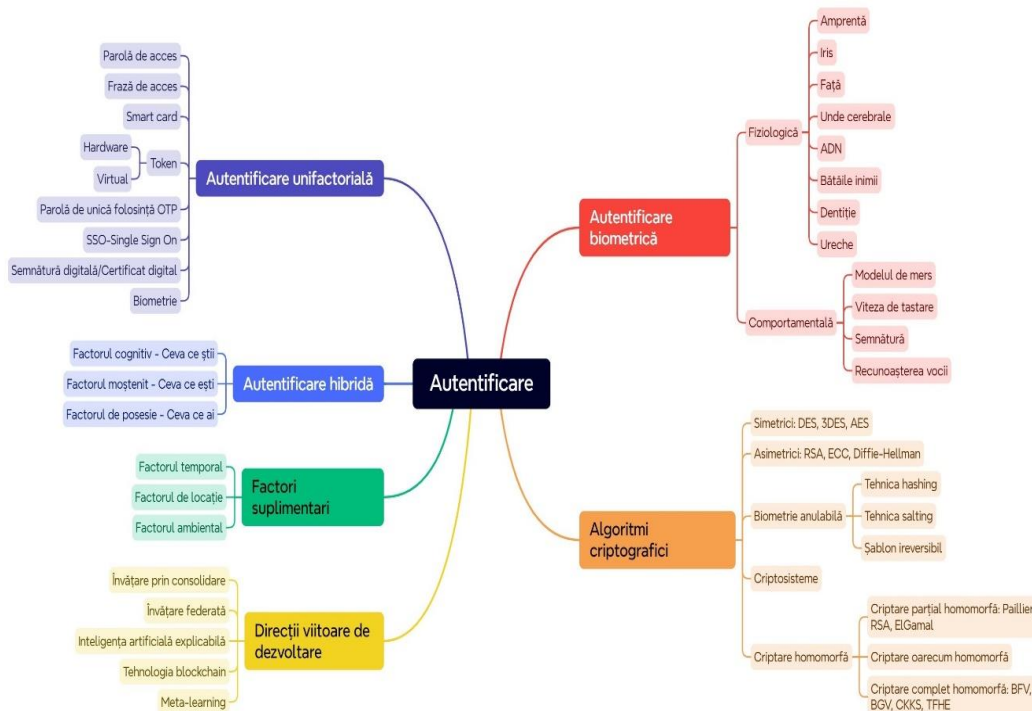 Autentificare
Autentificare unifactorială
Parolă de acces
Frază de acces
Smart card
Token
Hardware
Virtual
Parolă de unică folosință OTP
SSO-Single Sign On
Semnătură digitală/Certificat digital
Biometrie
Autentificare hibridă
Factorul cognitiv - Ceva ce știi
Factorul moștenit - Ceva ce ești
Factorul de posesie - Ceva ce ai
Factori
suplimentari
Factorul temporal
Factorul de locație
Factorul ambiental
Direcții viitoare de
dezvoltare
Învățare prin consolidare
Învățare federată
Inteligența artificială explicabilă
Tehnologia blockchain
Meta-learning
Autentificare
biometrică
Fiziologică
Amprentă
Iris
Față
Unde cerebrale
ADN
Bătăile inimii
Dentiție
Ureche
Comportamentală
Modelul de mers
Viteza de tastare
Semnătură
Recunoașterea vocii
Algoritmi
criptografici
Simetrici: DES, 3DES, AES
Asimetrici: RSA, ECC, Diffie-Hellman
Biometrie anulabilă
Tehnica hashing
Tehnica salting
Șablon ireversibil
Criptosisteme
Criptare homomorfă
Criptare parțial homomorfă: Paillier
RSA, ElGamal
Criptare oarecum homomorfă
Criptare complet homomorfă: BFV,
BGV, CKKS, TFHE